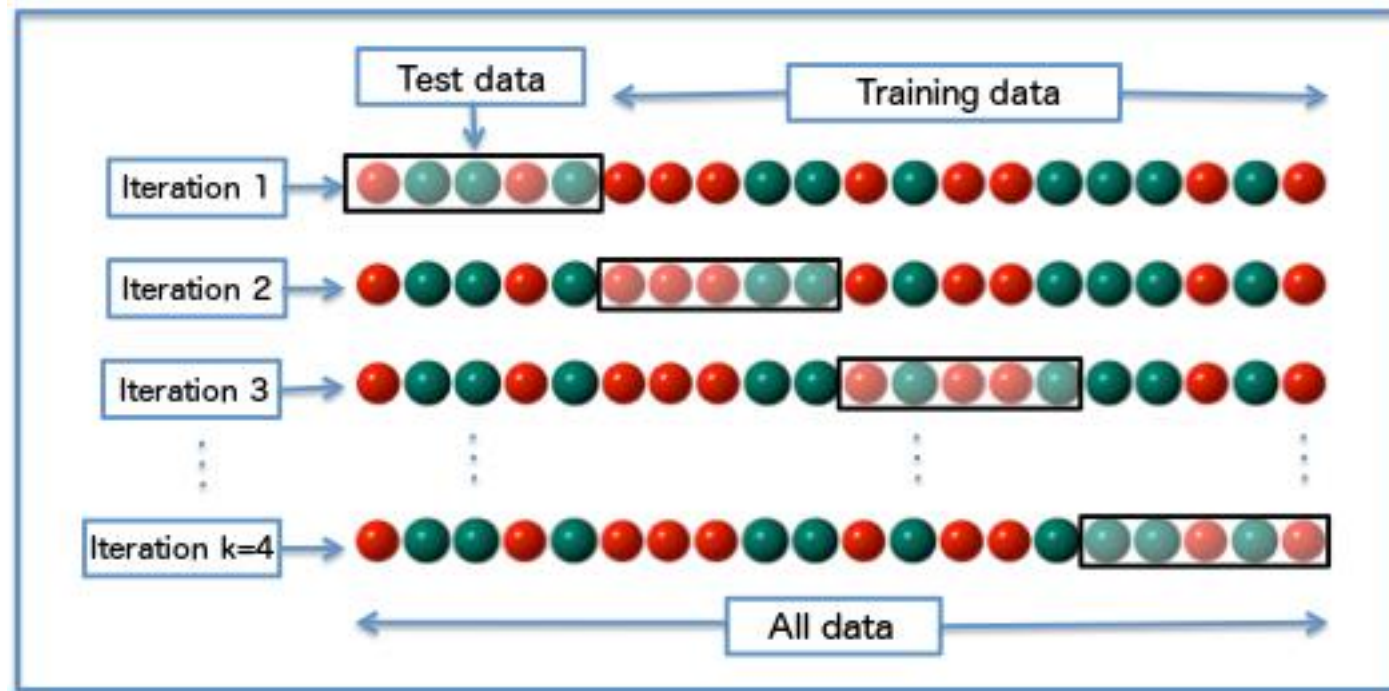 Test data
Training data
Iteration 1
Iteration 2
Iteration 3
Iteration k=4
All data